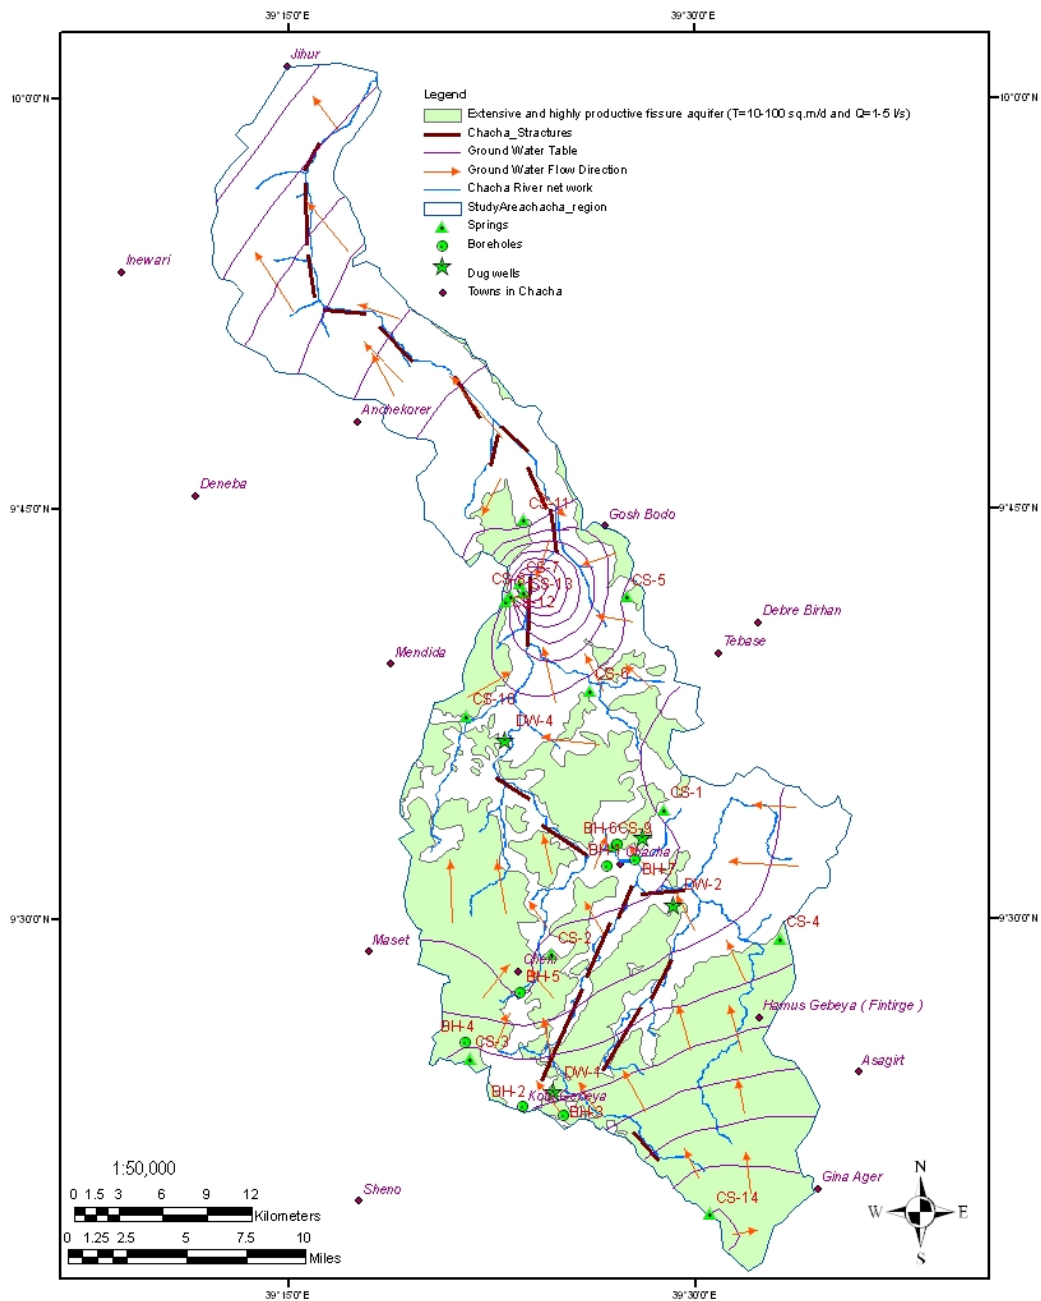 39°15'0"E
39°30'0"E
Jihur
10°0'0"N
10°0'0"N
Legend
Extensive and highly productive fissure aquifer (T=10-100 sq.m/d and Q=1-5 l/s)
Chacha_Stractures
Ground Water Table
Ground Water Flow Direction
Chacha River net work
StudyAreachacha_region
Springs
Boreholes
Dug wells
Towns in Chacha
Inewari
Anchekorer
Deneba
9°45'0"N
9°45'0"N
CS-11
Gosh Bodo
CS-7
CS-13
CS-5
CS-12
Debre Birhan
Tebase
Mendida
CS-16
DW-4
CS-1
BH-6
CS-9
BH-1
Chacha
BH-7
DW-2
9°30'0"N
9°30'0"N
CS-4
Maset
CS-2
Cheki
BH-5
Hamus Gebeya ( Fintirge )
BH-4
CS-3
Asagirt
DW-1
BH-2
BH-3
1:50,000
0 1.5 3 6 9 12
Kilometers
0 1.25 2.5 5 7.5 10
Miles
Sheno
Gina Ager
CS-14
N
W
E
S
39°15'0"E
39°30'0"E